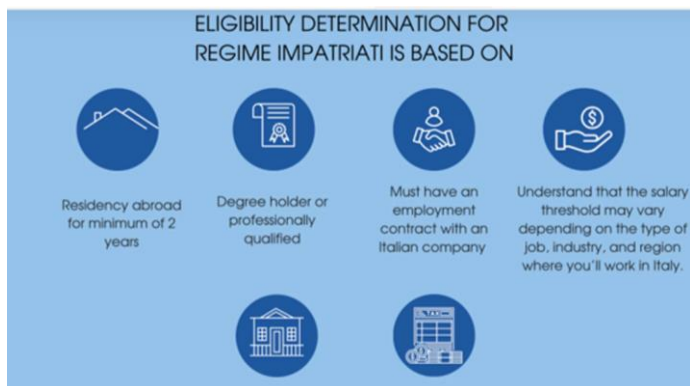 ELIGIBILITY DETERMINATION FOR
REGIME IMPATRIATI IS BASED ON
Residency abroad
for minimum of 2
years
Degree holder or
professionally
qualified
Must have an
employment
contract with an
Italian company
Understand that the salary
threshold may vary
depending on the type of
job, industry, and region
where you'll work in Italy.
TAX